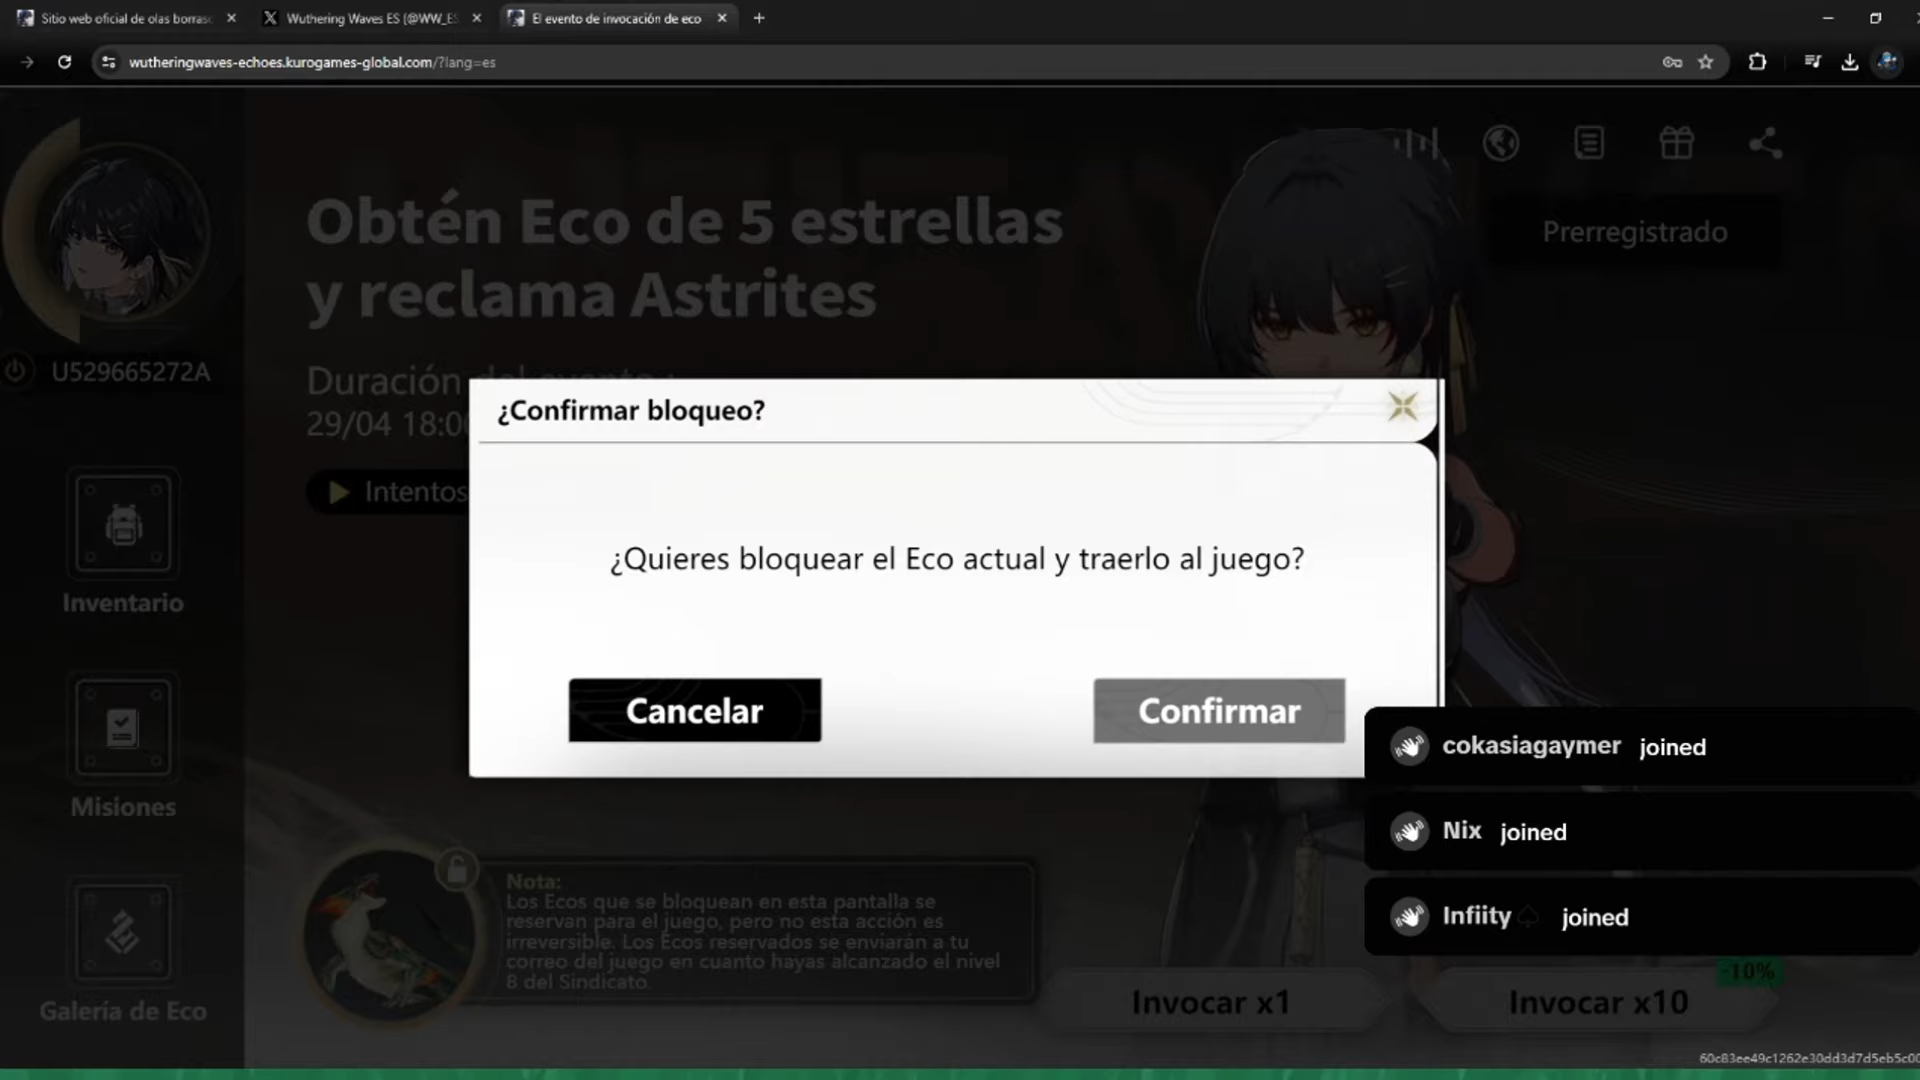 Sitio web oficial de olas borrasc
Wuthering Waves ES (@WW_ES
El evento de invocación de eco
wutheringwaves-echoes.kurogames-global.com/?lang=es
Obtén Eco de 5 estrellas
y reclama Astrites
Prerregistrado
U529665272A
Duración del evento :
29/04 18:00
Intentos
¿Confirmar bloqueo?
¿Quieres bloquear el Eco actual y traerlo al juego?
Cancelar
Confirmar
Inventario
Misiones
Galería de Eco
Nota:
Los Ecos que se bloquean en esta pantalla se
reservan para el juego, pero no esta acción es
irreversible. Los Ecos reservados se enviarán a tu
correo del juego en cuanto hayas alcanzado el nivel
8 del Sindicato.
cokasiagaymer joined
Nix joined
Infiity joined
-10%
Invocar x1
Invocar x10